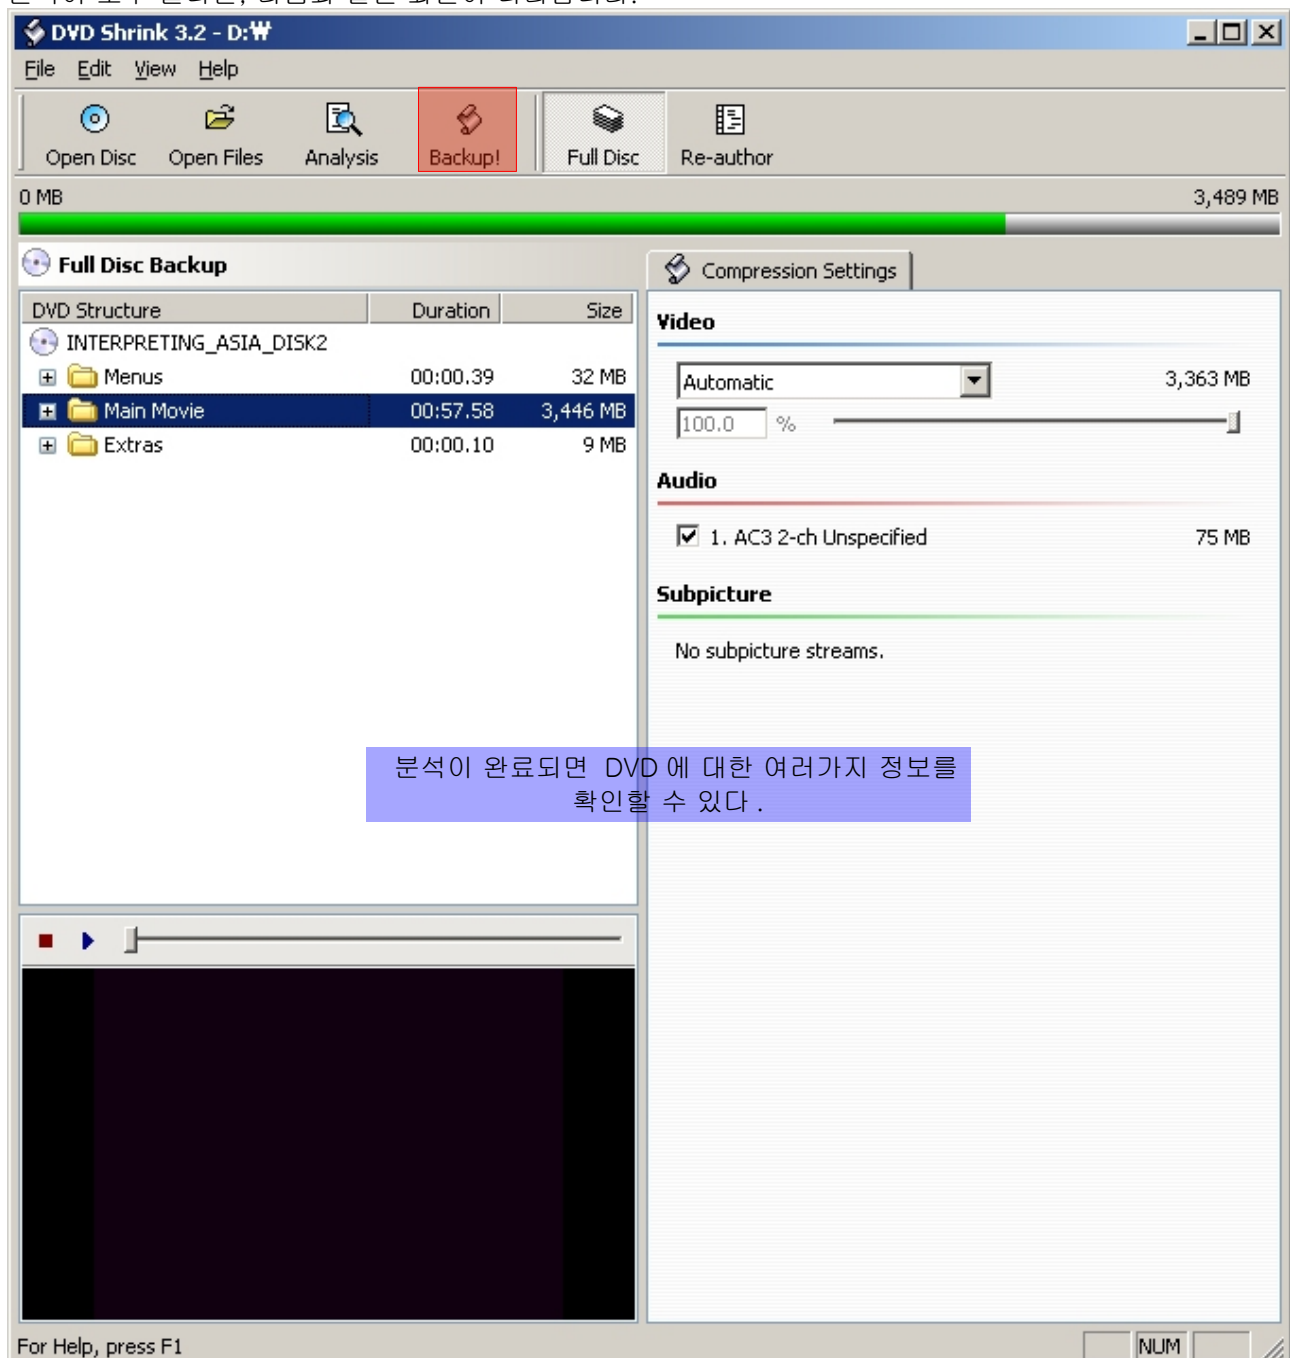 DVD Shrink 3.2 - D:₩
File Edit View Help
Open Disc Open Files Analysis Backup! Full Disc Re-author
0 MB 3,489 MB
Full Disc Backup
Compression Settings
DVD Structure Duration Size
INTERPRETING_ASIA_DISK2
Menus 00:00.39 32 MB
Main Movie 00:57.58 3,446 MB
Extras 00:00.10 9 MB
Video
Automatic 3,363 MB
100.0 %
Audio
1. AC3 2-ch Unspecified 75 MB
Subpicture
No subpicture streams.
분석이 완료되면 DVD 에 대한 여러가지 정보를
확인할 수 있다 .
For Help, press F1 NUM